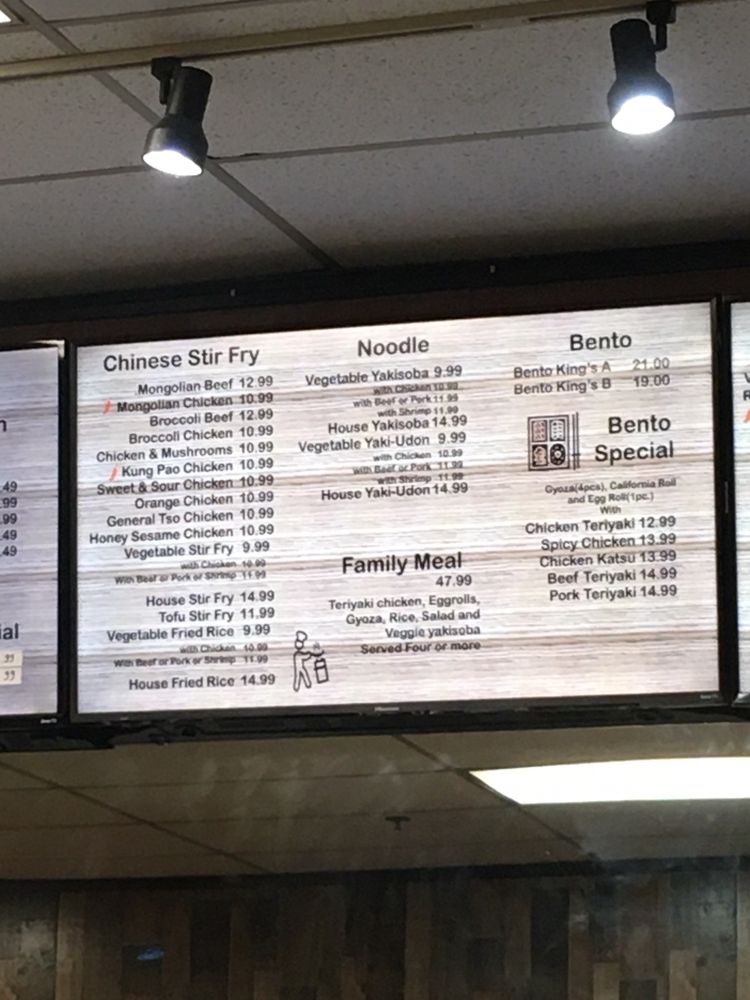 Chinese Stir Fry
Mongolian Beef 12.99
Mongolian Chicken 10.99
Broccoli Beef 12.99
Broccoli Chicken 10.99
Chicken & Mushrooms 10.99
Kung Pao Chicken 10.99
Sweet & Sour Chicken 10.99
Orange Chicken 10.99
General Tso Chicken 10.99
Honey Sesame Chicken 10.99
Vegetable Stir Fry 9.99
with Chicken 10.99
With Beef or Pork or Shrimp 11.99
House Stir Fry 14.99
Tofu Stir Fry 11.99
Vegetable Fried Rice 9.99
with Chicken 10.99
With Beef or Pork or Shrimp 11.99
House Fried Rice 14.99
Noodle
Vegetable Yakisoba 9.99
with Chicken 10.99
with Beef or Pork 11.99
with Shrimp 11.99
House Yakisoba 14.99
Vegetable Yaki-Udon 9.99
with Chicken 10.99
with Beef or Pork 11.99
with Shrimp 11.99
House Yaki-Udon 14.99
Family Meal
47.99
Teriyaki chicken, Eggrolls,
Gyoza, Rice, Salad and
Veggie yakisoba
Served Four or more
Bento
Bento King's A 21.00
Bento King's B 19.00
Bento
Special
Gyoza(4pcs), California Roll
and Egg Roll(1pc.)
With
Chicken Teriyaki 12.99
Spicy Chicken 13.99
Chicken Katsu 13.99
Beef Teriyaki 14.99
Pork Teriyaki 14.99
.49
.99
.99
.49
.49
ial
99
99
Hisense